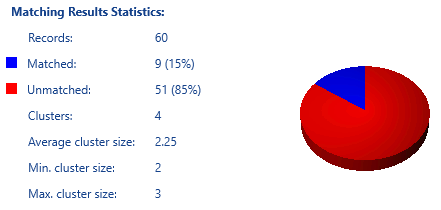 Matching Results Statistics:
Records: 60
Matched: 9 (15%)
Unmatched: 51 (85%)
Clusters: 4
Average cluster size: 2.25
Min. cluster size: 2
Max. cluster size: 3